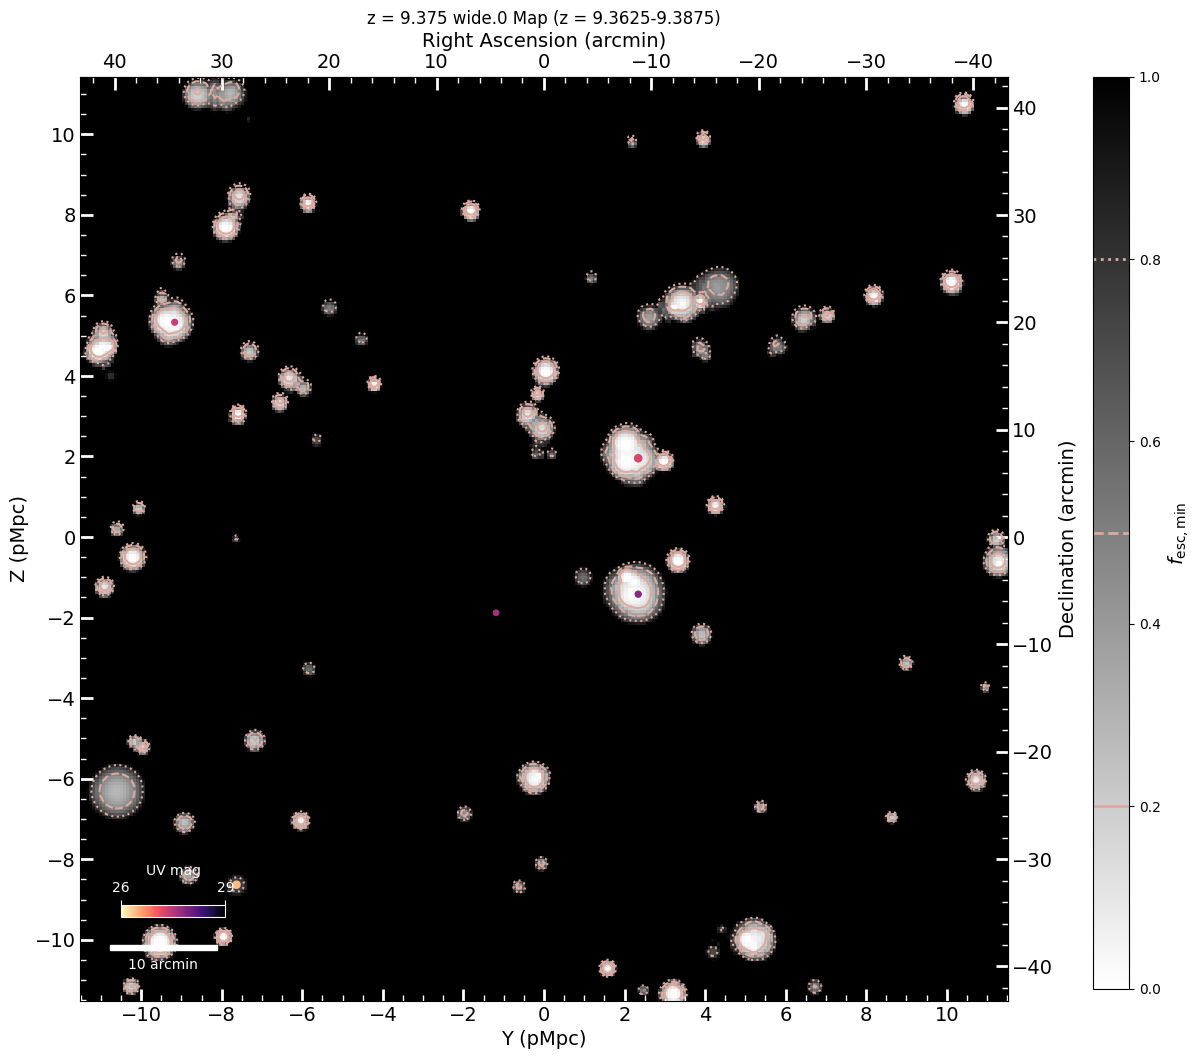 z = 9.375 wide.0 Map (z = 9.3625-9.3875)
Right Ascension (arcmin)
40 30 20 10 0 −10 −20 −30 −40
10
8
6
4
2
0
−2
−4
−6
−8
−10
Z (pMpc)
40
30
20
10
0
−10
−20
−30
−40
Declination (arcmin)
UV mag
26 29
10 arcmin
−10 −8 −6 −4 −2 0 2 4 6 8 10
Y (pMpc)
1.0
0.8
0.6
0.4
0.2
0.0
fesc, min